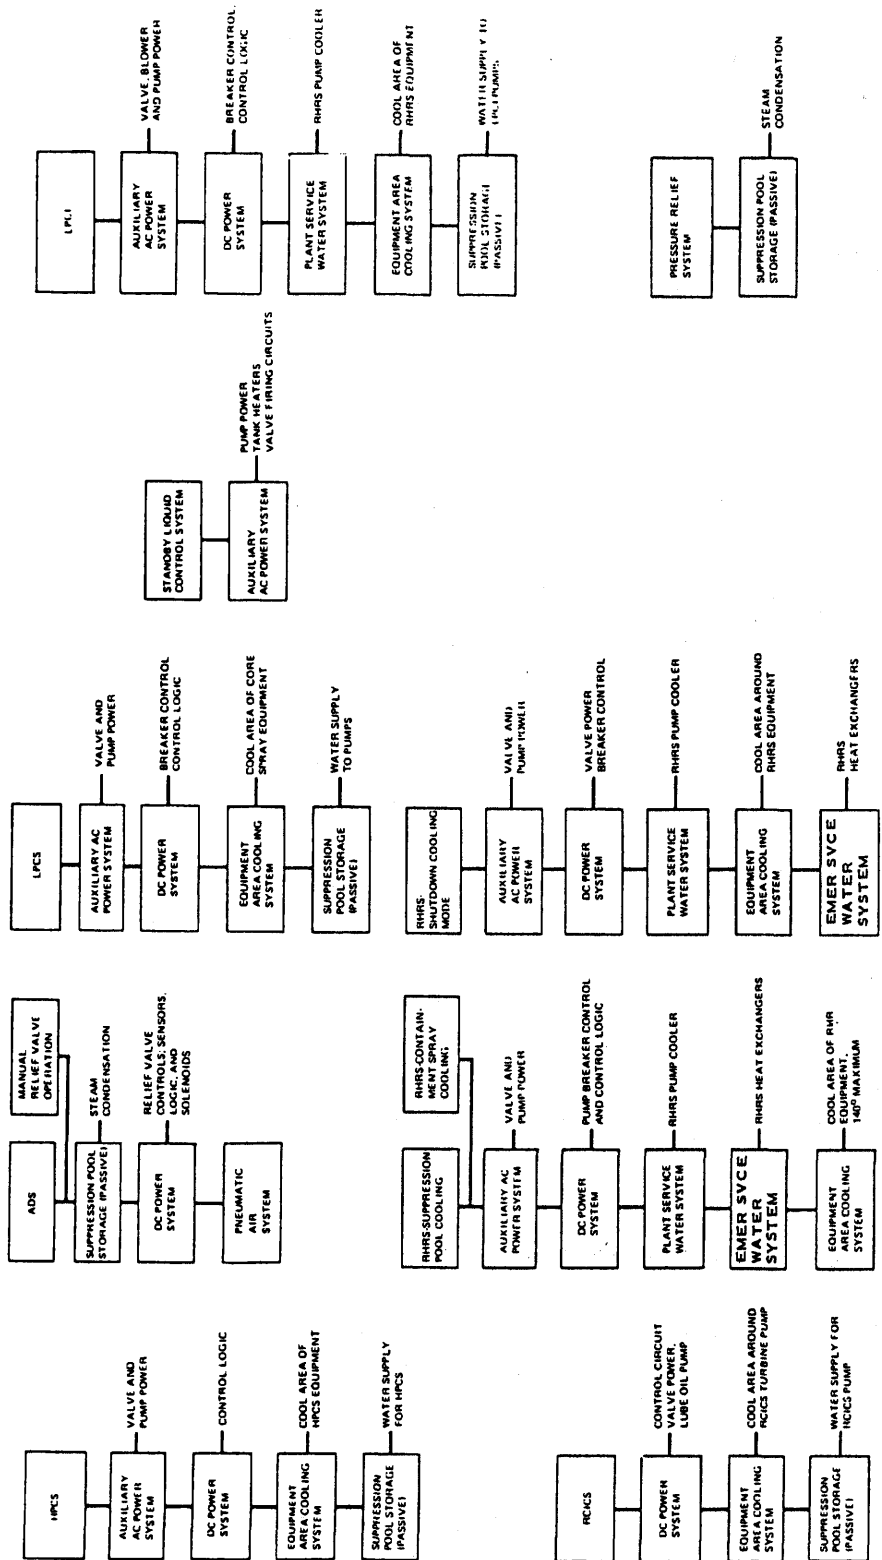 HPCS
AUXILIARY
AC POWER
SYSTEM
VALVE AND
PUMP POWER
DC POWER
SYSTEM
CONTROL LOGIC
EQUIPMENT
AREA COOLING
SYSTEM
COOL AREA OF
HPCS EQUIPMENT
SUPPRESSION
POOL STORAGE
(PASSIVE)
WATER SUPPLY
FOR HPCS
ADS
MANUAL
RELIEF VALVE
OPERATION
SUPPRESSION POOL
STORAGE (PASSIVE)
STEAM
CONDENSATION
DC POWER
SYSTEM
RELIEF VALVE
CONTROLS; SENSORS,
LOGIC, AND
SOLENOIDS
PNEUMATIC
AIR
SYSTEM
LPCS
AUXILIARY AC
POWER SYSTEM
VALVE AND
PUMP POWER
DC POWER
SYSTEM
BREAKER CONTROL
CONTROL LOGIC
EQUIPMENT
AREA COOLING
SYSTEM
COOL AREA OF CORE
SPRAY EQUIPMENT
SUPPRESSION
POOL STORAGE
(PASSIVE)
WATER SUPPLY
TO PUMPS
STANDBY LIQUID
CONTROL SYSTEM
AUXILIARY
AC POWER SYSTEM
PUMP POWER
TANK HEATERS
VALVE FIRING CIRCUITS
LPCI
AUXILIARY
AC POWER
SYSTEM
VALVE, BLOWER
AND PUMP POWER
DC POWER
SYSTEM
BREAKER CONTROL,
CONTROL LOGIC
PLANT SERVICE
WATER SYSTEM
RHRS PUMP COOLER
EQUIPMENT AREA
COOLING SYSTEM
COOL AREA OF
RHRS EQUIPMENT
SUPPRESSION
POOL STORAGE
(PASSIVE)
WATER SUPPLY TO
LPCI PUMPS
RCICS
DC POWER
SYSTEM
CONTROL CIRCUIT
VALVE POWER,
LUBE OIL PUMP
EQUIPMENT
AREA COOLING
SYSTEM
COOL AREA AROUND
RCICS TURBINE PUMP
SUPPRESSION
POOL STORAGE
(PASSIVE)
WATER SUPPLY FOR
RCICS PUMP
RHRS-SUPPRESSION
POOL COOLING
RHRS-CONTAIN-
MENT SPRAY
COOLING
AUXILIARY AC
POWER SYSTEM
VALVE AND
PUMP POWER
DC POWER
SYSTEM
PUMP BREAKER CONTROL
AND CONTROL LOGIC
PLANT SERVICE
WATER SYSTEM
RHRS PUMP COOLER
EMER SVCE
WATER
SYSTEM
RHRS HEAT EXCHANGERS
EQUIPMENT
AREA COOLING
SYSTEM
COOL AREA OF RHR
EQUIPMENT,
140° MAXIMUM
RHRS-
SHUTDOWN COOLING
MODE
AUXILIARY
AC POWER
SYSTEM
VALVE AND
PUMP POWER
DC POWER
SYSTEM
VALVE POWER
BREAKER CONTROL
PLANT SERVICE
WATER SYSTEM
RHRS PUMP COOLER
EQUIPMENT
AREA COOLING
SYSTEM
COOL AREA AROUND
RHRS EQUIPMENT
EMER SVCE
WATER
SYSTEM
RHRS
HEAT EXCHANGERS
PRESSURE RELIEF
SYSTEM
SUPPRESSION POOL
STORAGE (PASSIVE)
STEAM
CONDENSATION